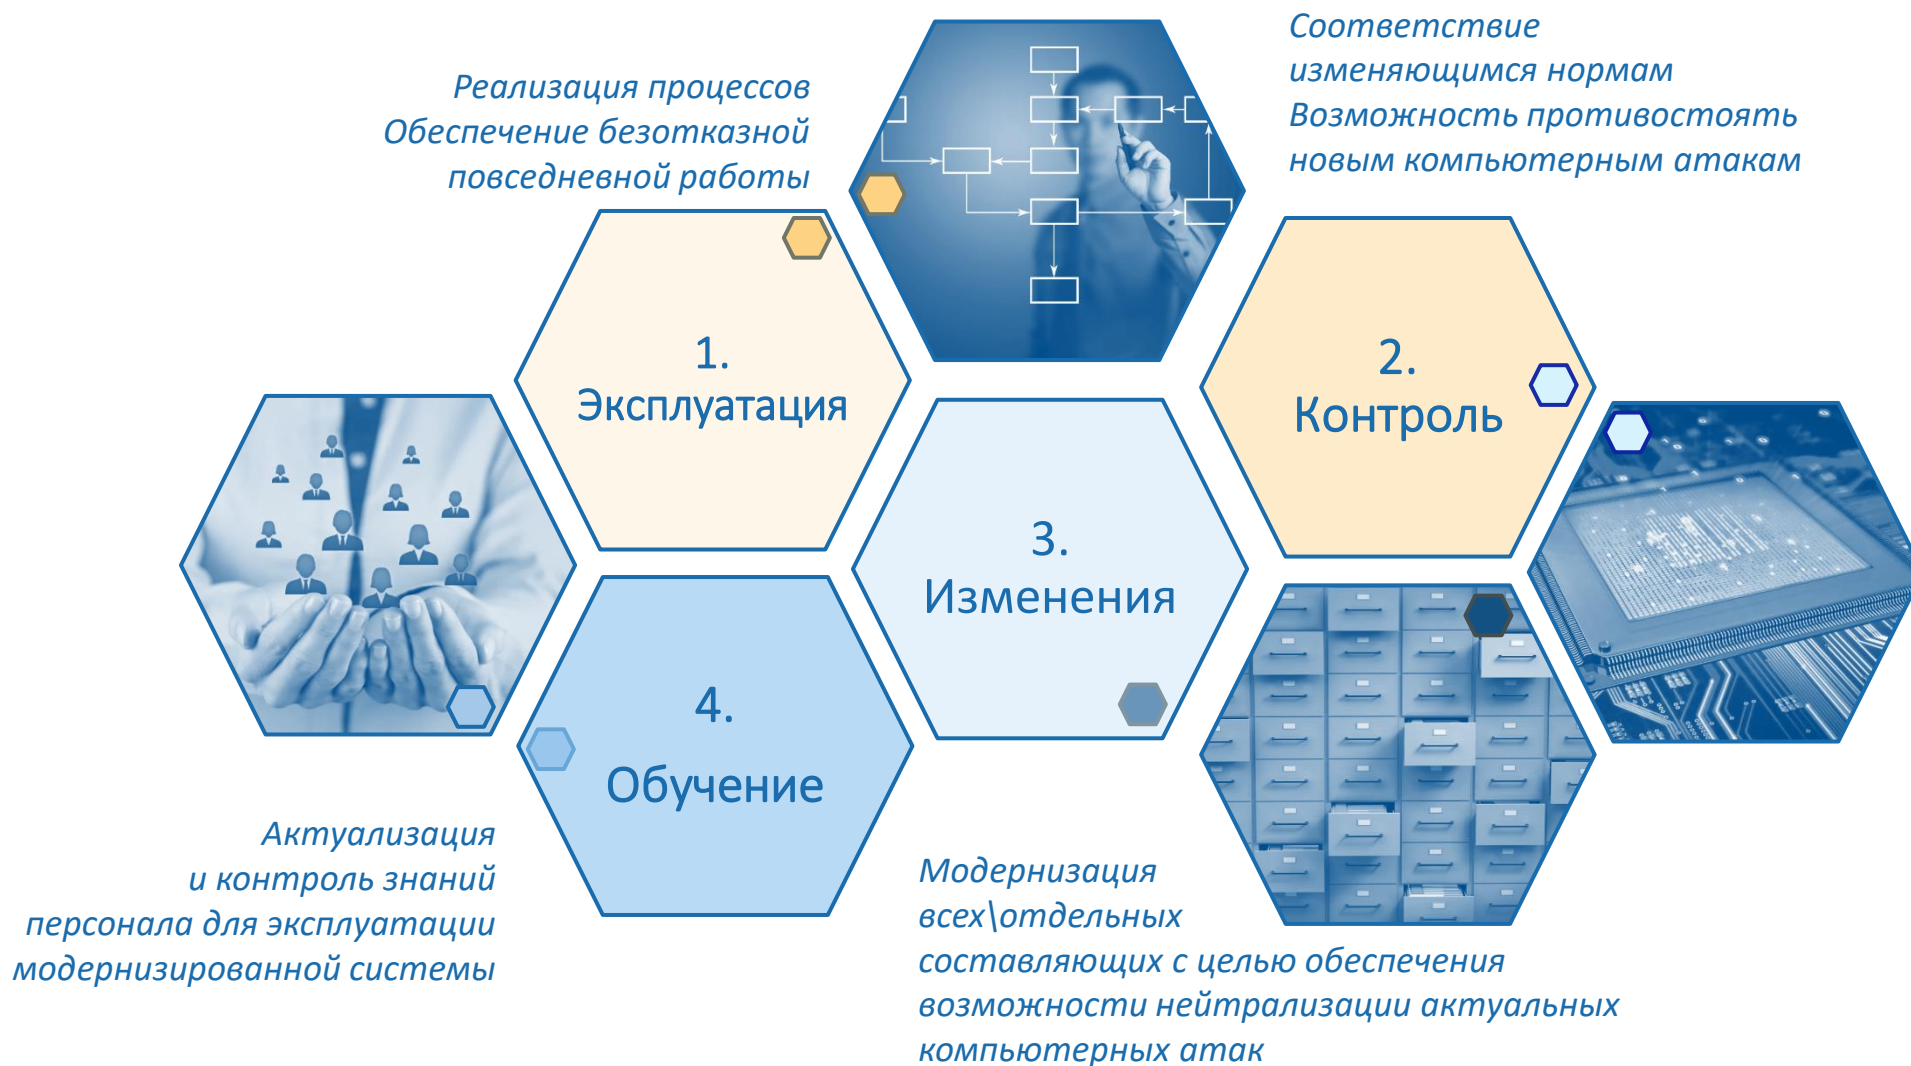 Реализация процессов
Обеспечение безотказной
повседневной работы
Соответствие
изменяющимся нормам
Возможность противостоять
новым компьютерным атакам
1.
Эксплуатация
2.
Контроль
3.
Изменения
4.
Обучение
Актуализация
и контроль знаний
персонала для эксплуатации
модернизированной системы
Модернизация
всех\отдельных
составляющих с целью обеспечения
возможности нейтрализации актуальных
компьютерных атак